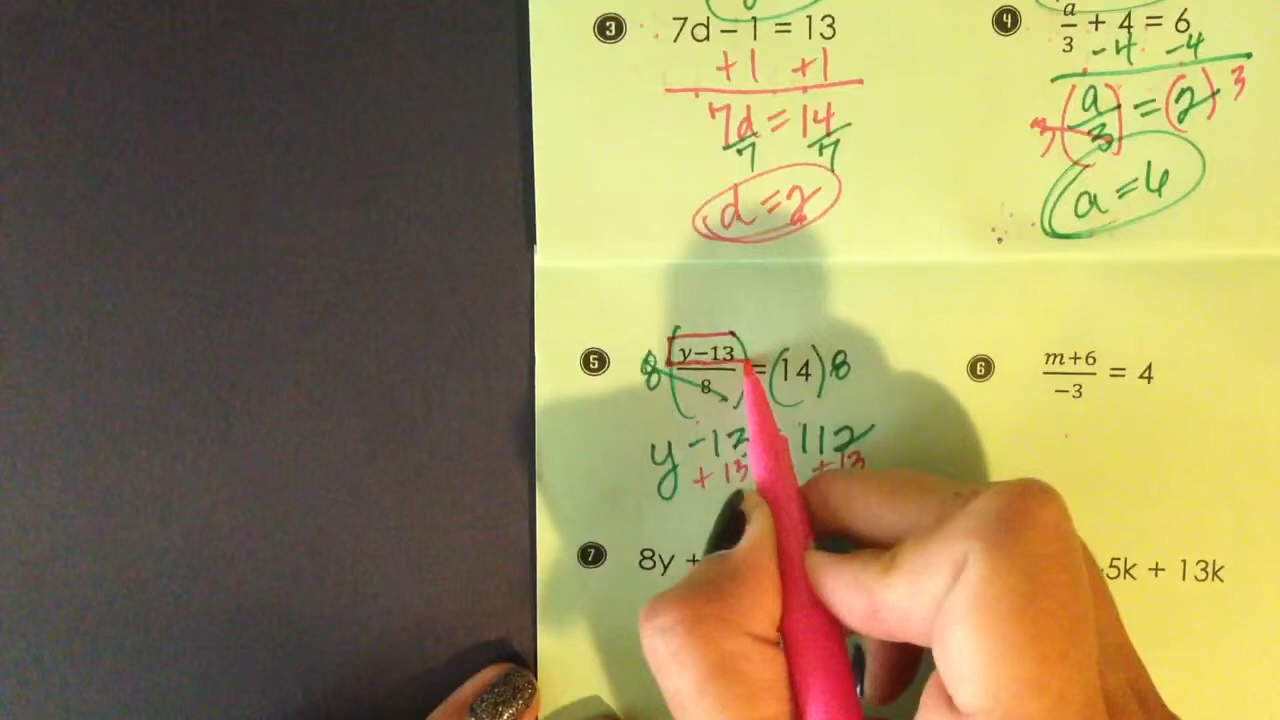 3 7d − 1 = 13
+1 +1
7d = 14
7 7
d = 2
4 a/3 + 4 = 6
-4 -4
3(a/3) = (2)3
a = 6
5 8((y−13)/8) = (14)8
y -13 112
+13 +13
6 (m+6)/−3 = 4
7 8y +
5k + 13k